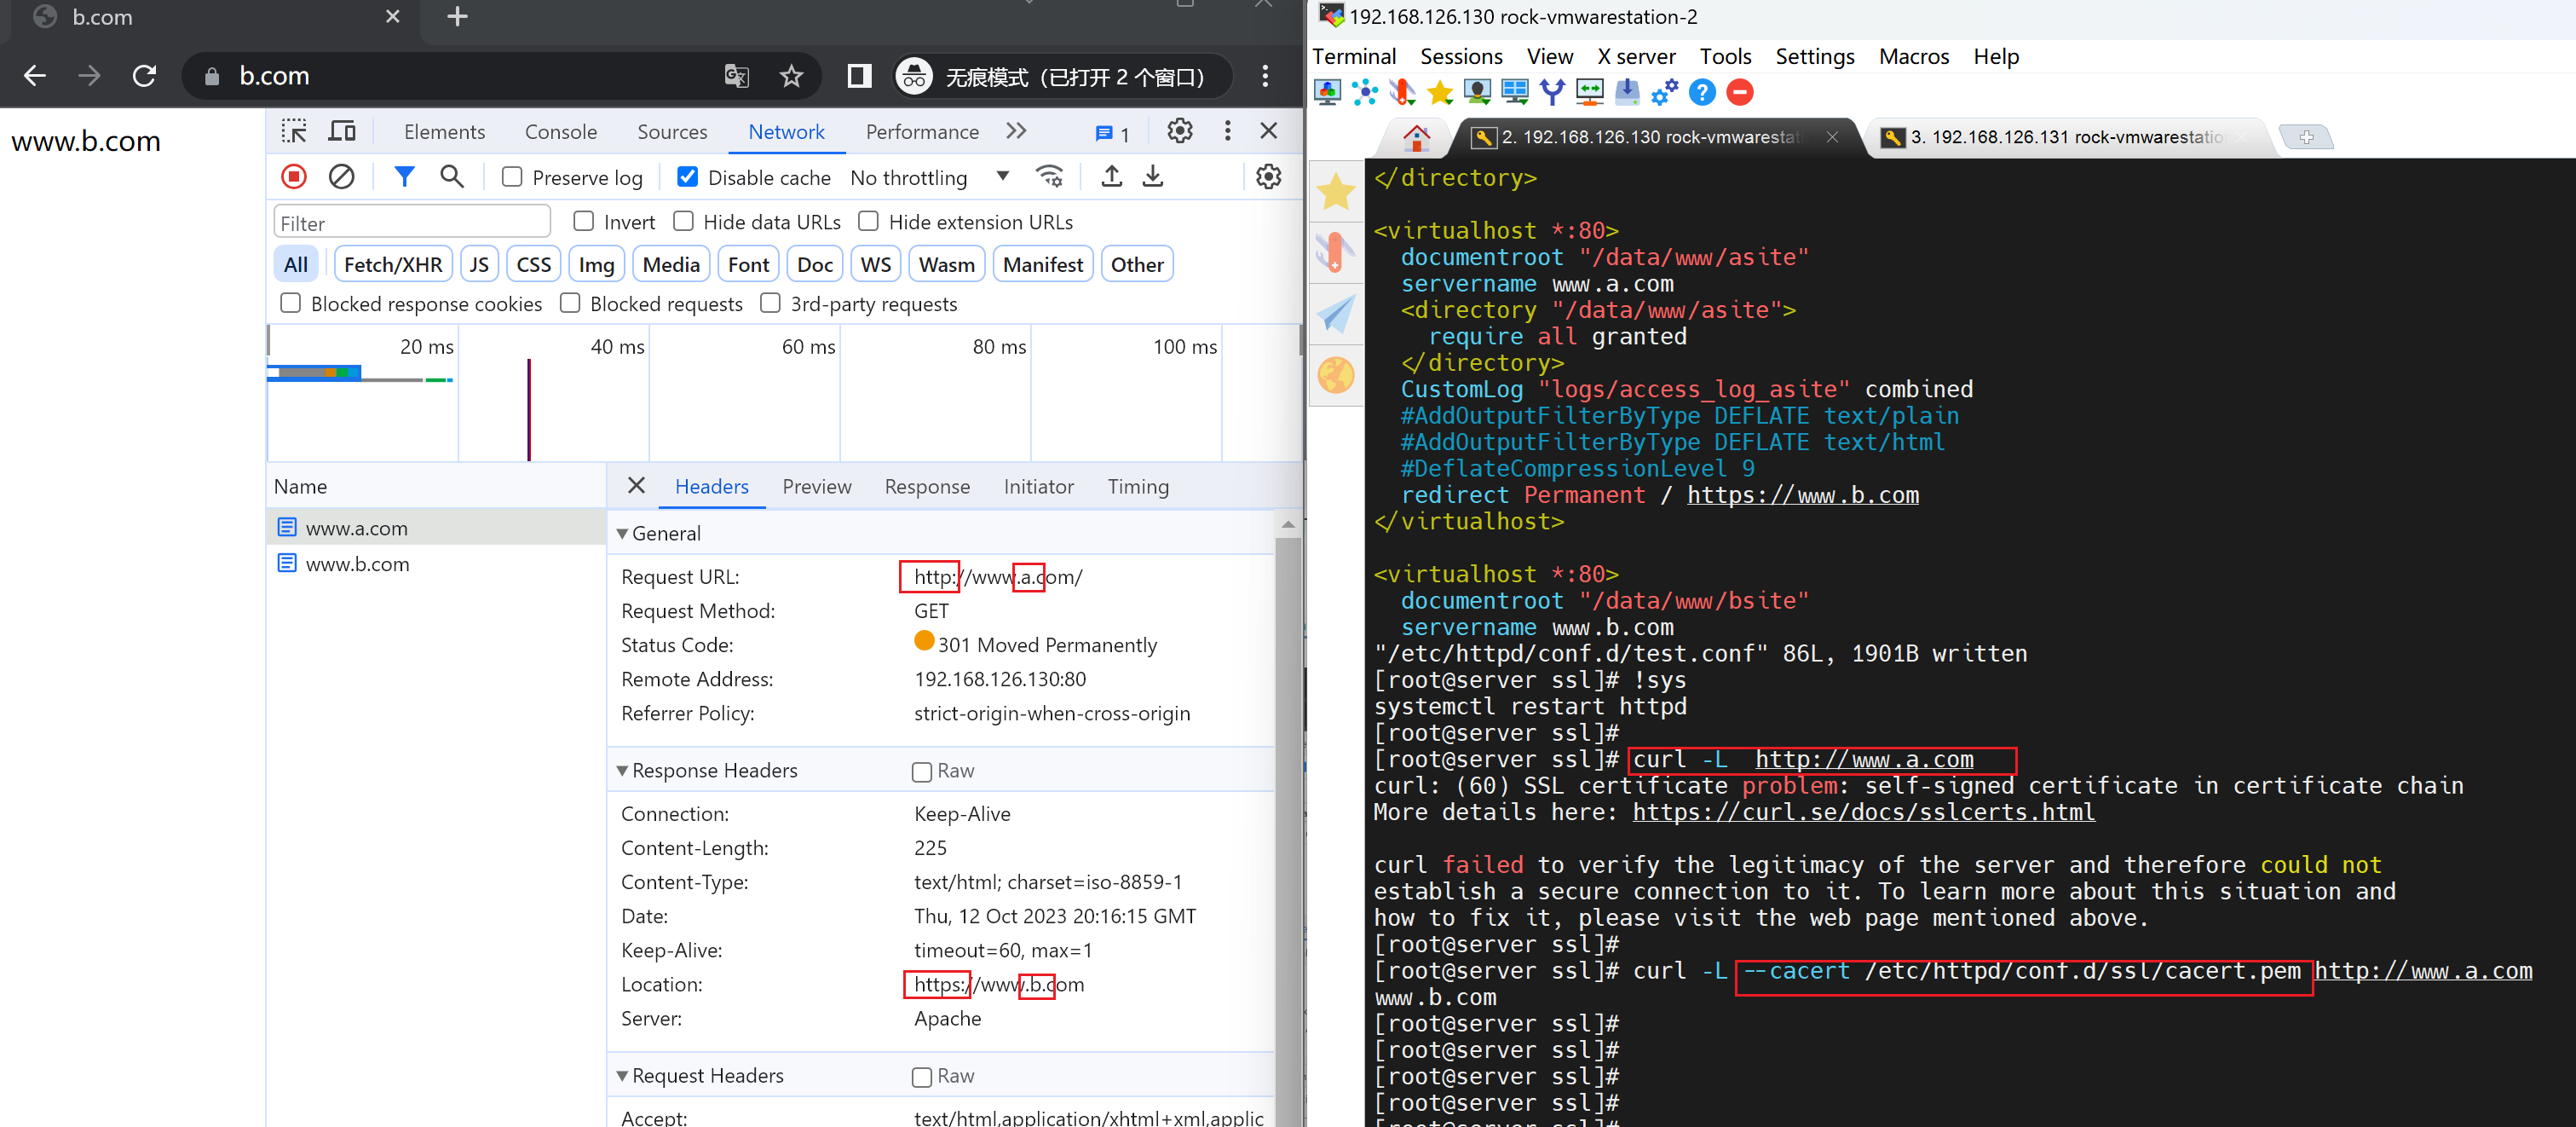 b.com
b.com
无痕模式（已打开 2 个窗口）
www.b.com
Elements Console Sources Network Performance 1
Preserve log Disable cache No throttling
Filter Invert Hide data URLs Hide extension URLs
All Fetch/XHR JS CSS Img Media Font Doc WS Wasm Manifest Other
Blocked response cookies Blocked requests 3rd-party requests
20 ms 40 ms 60 ms 80 ms 100 ms
Name
www.a.com
www.b.com
Headers Preview Response Initiator Timing
General
Request URL: http://www.a.com/
Request Method: GET
Status Code: 301 Moved Permanently
Remote Address: 192.168.126.130:80
Referrer Policy: strict-origin-when-cross-origin
Response Headers Raw
Connection: Keep-Alive
Content-Length: 225
Content-Type: text/html; charset=iso-8859-1
Date: Thu, 12 Oct 2023 20:16:15 GMT
Keep-Alive: timeout=60, max=1
Location: https://www.b.com
Server: Apache
Request Headers Raw
Accept: text/html,application/xhtml+xml,applic
192.168.126.130 rock-vmwarestation-2
Terminal Sessions View X server Tools Settings Macros Help
2. 192.168.126.130 rock-vmwarestati
3. 192.168.126.131 rock-vmwarestatio
</directory>
<virtualhost *:80>
documentroot "/data/www/asite"
servername www.a.com
<directory "/data/www/asite">
require all granted
</directory>
CustomLog "logs/access_log_asite" combined
#AddOutputFilterByType DEFLATE text/plain
#AddOutputFilterByType DEFLATE text/html
#DeflateCompressionLevel 9
redirect Permanent / https://www.b.com
</virtualhost>
<virtualhost *:80>
documentroot "/data/www/bsite"
servername www.b.com
"/etc/httpd/conf.d/test.conf" 86L, 1901B written
[root@server ssl]# !sys
systemctl restart httpd
[root@server ssl]#
[root@server ssl]# curl -L  http://www.a.com
curl: (60) SSL certificate problem: self-signed certificate in certificate chain
More details here: https://curl.se/docs/sslcerts.html
curl failed to verify the legitimacy of the server and therefore could not
establish a secure connection to it. To learn more about this situation and
how to fix it, please visit the web page mentioned above.
[root@server ssl]#
[root@server ssl]# curl -L --cacert /etc/httpd/conf.d/ssl/cacert.pem http://www.a.com
www.b.com
[root@server ssl]#
[root@server ssl]#
[root@server ssl]#
[root@server ssl]#
[root@server ssl]#